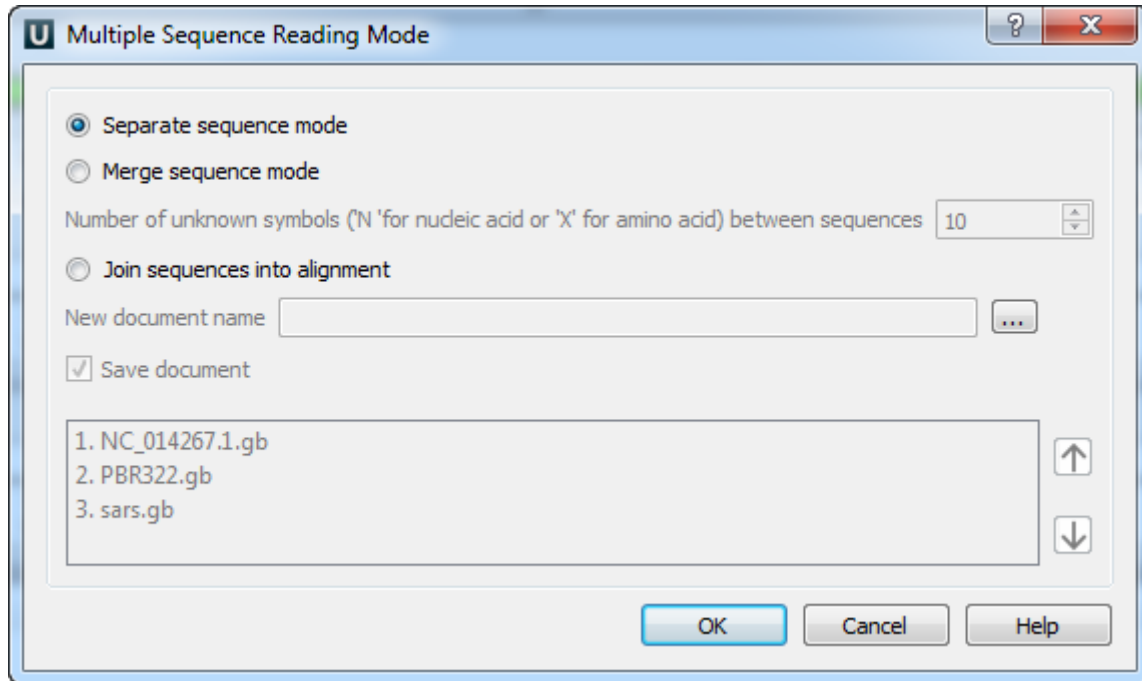 U Multiple Sequence Reading Mode ? X
Separate sequence mode
Merge sequence mode
Number of unknown symbols ('N 'for nucleic acid or 'X' for amino acid) between sequences 10
Join sequences into alignment
New document name ...
Save document
1. NC_014267.1.gb
2. PBR322.gb
3. sars.gb
OK Cancel Help